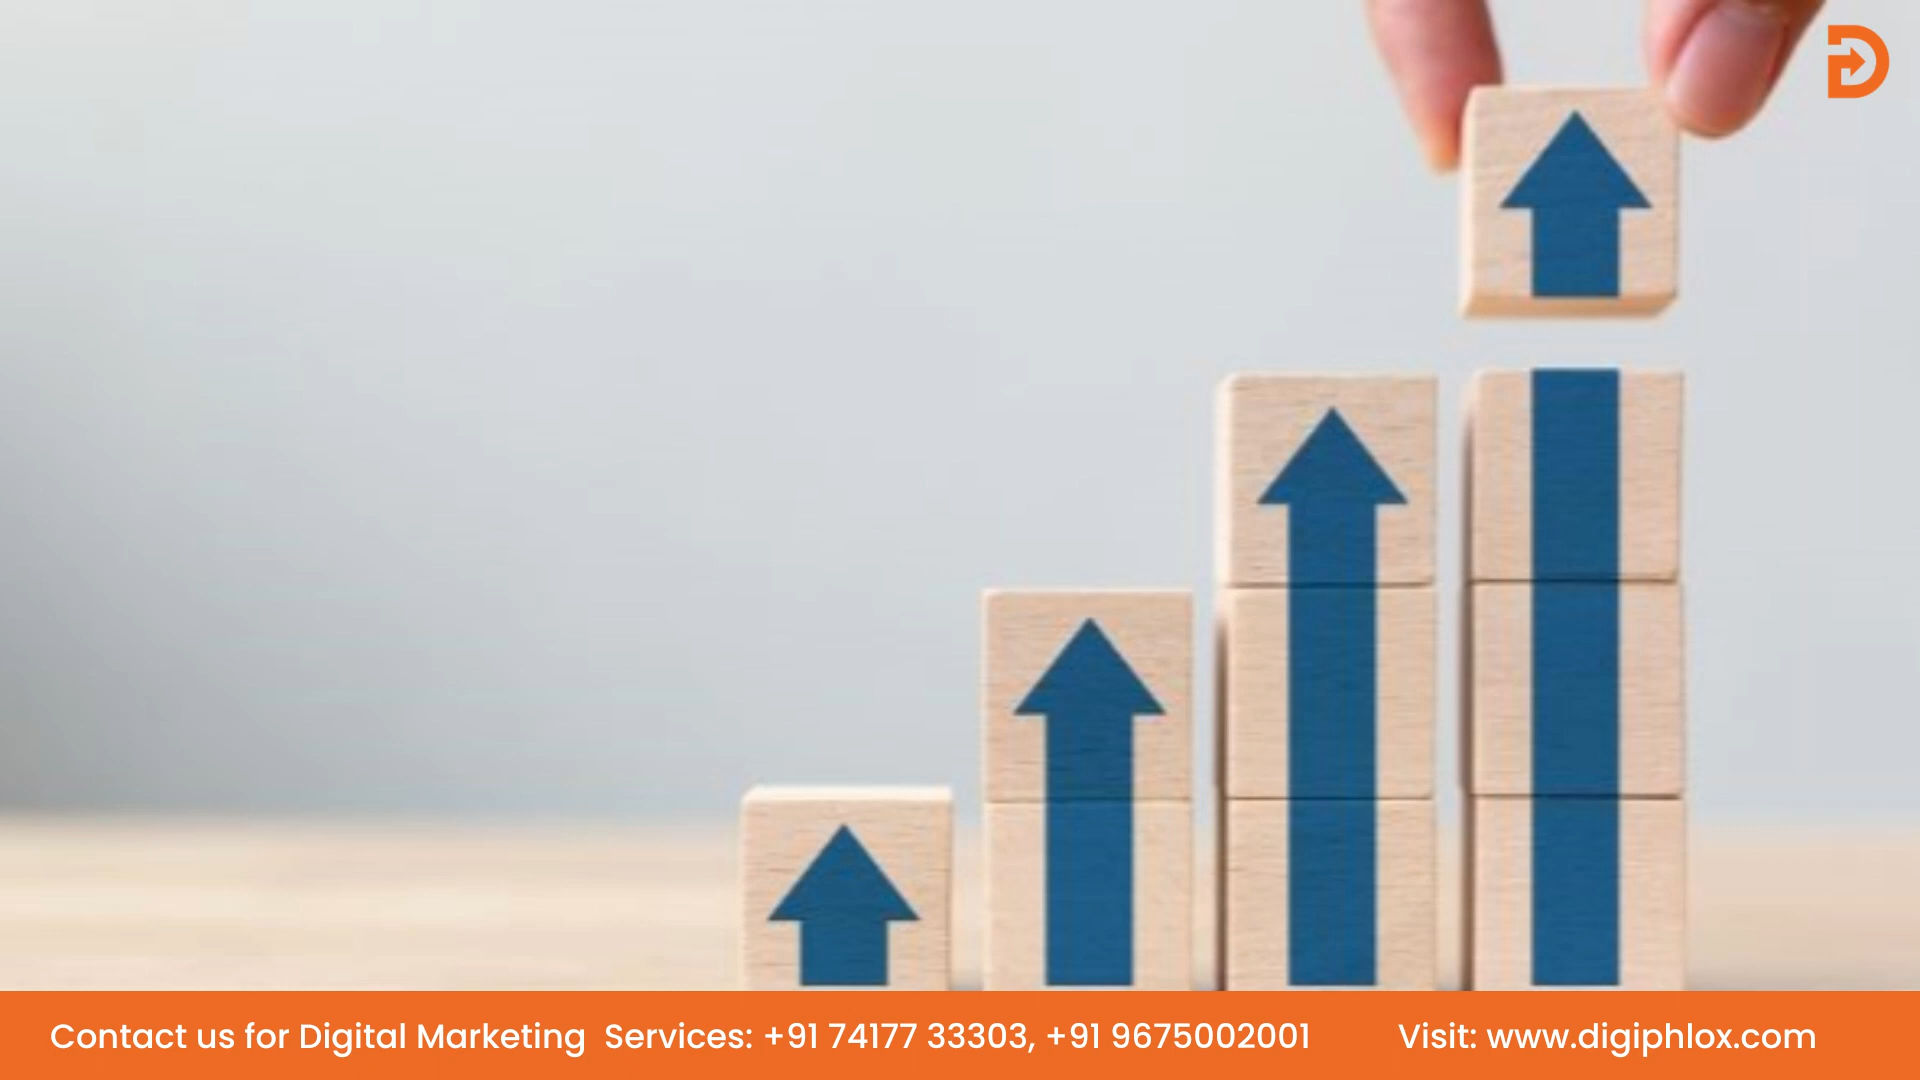 Contact us for Digital Marketing  Services: +91 74177 33303, +91 9675002001
Visit: www.digiphlox.com